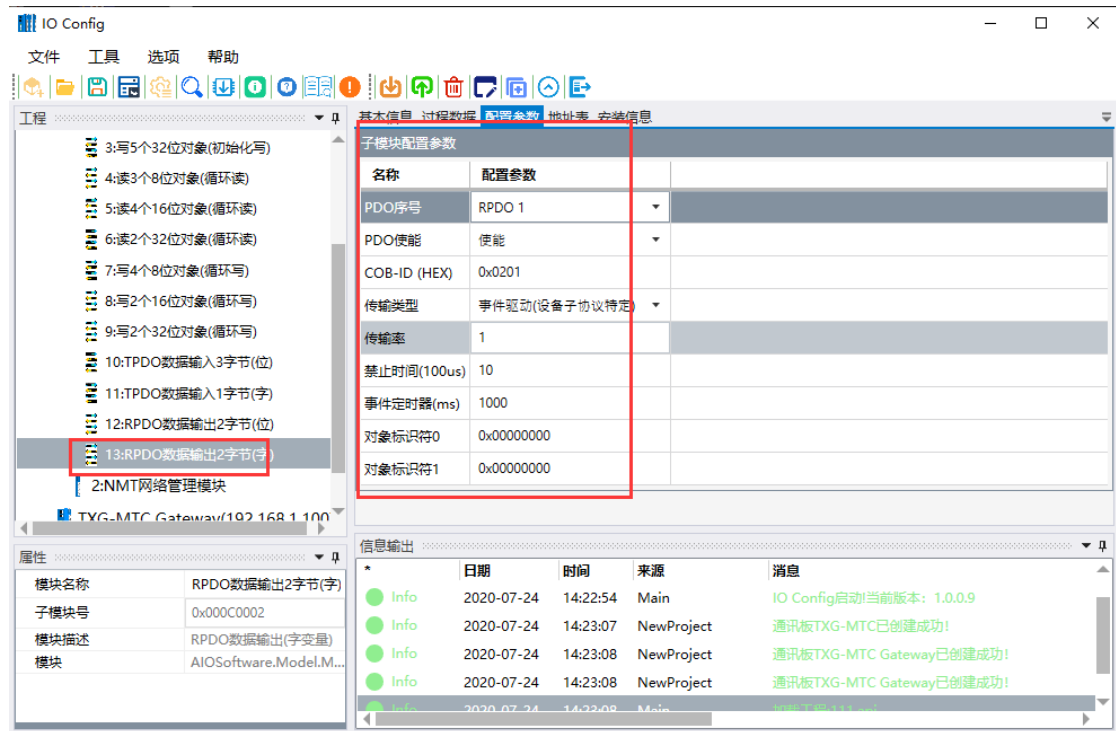 IO Config
文件 工具 选项 帮助
工程
3:写5个32位对象(初始化写)
4:读3个8位对象(循环读)
5:读4个16位对象(循环读)
6:读2个32位对象(循环读)
7:写4个8位对象(循环写)
8:写2个16位对象(循环写)
9:写2个32位对象(循环写)
10:TPDO数据输入3字节(位)
11:TPDO数据输入1字节(字)
12:RPDO数据输出2字节(位)
13:RPDO数据输出2字节(字)
2:NMT网络管理模块
TXG-MTC Gateway(192.168.1.100
属性
模块名称 RPDO数据输出2字节(字)
子模块号 0x000C0002
模块描述 RPDO数据输出(字变量)
模块 AIOSoftware.Model.M...
基本信息 过程数据 配置参数 地址表 安装信息
子模块配置参数
名称 配置参数
PDO序号 RPDO 1
PDO使能 使能
COB-ID (HEX) 0x0201
传输类型 事件驱动(设备子协议特定)
传输率 1
禁止时间(100us) 10
事件定时器(ms) 1000
对象标识符0 0x00000000
对象标识符1 0x00000000
信息输出
* 日期 时间 来源 消息
Info 2020-07-24 14:22:54 Main IO Config启动!当前版本：1.0.0.9
Info 2020-07-24 14:23:07 NewProject 通讯板TXG-MTC已创建成功!
Info 2020-07-24 14:23:08 NewProject 通讯板TXG-MTC Gateway已创建成功!
Info 2020-07-24 14:23:08 NewProject 通讯板TXG-MTC Gateway已创建成功!
Info 2020-07-24 14:23:08 Main